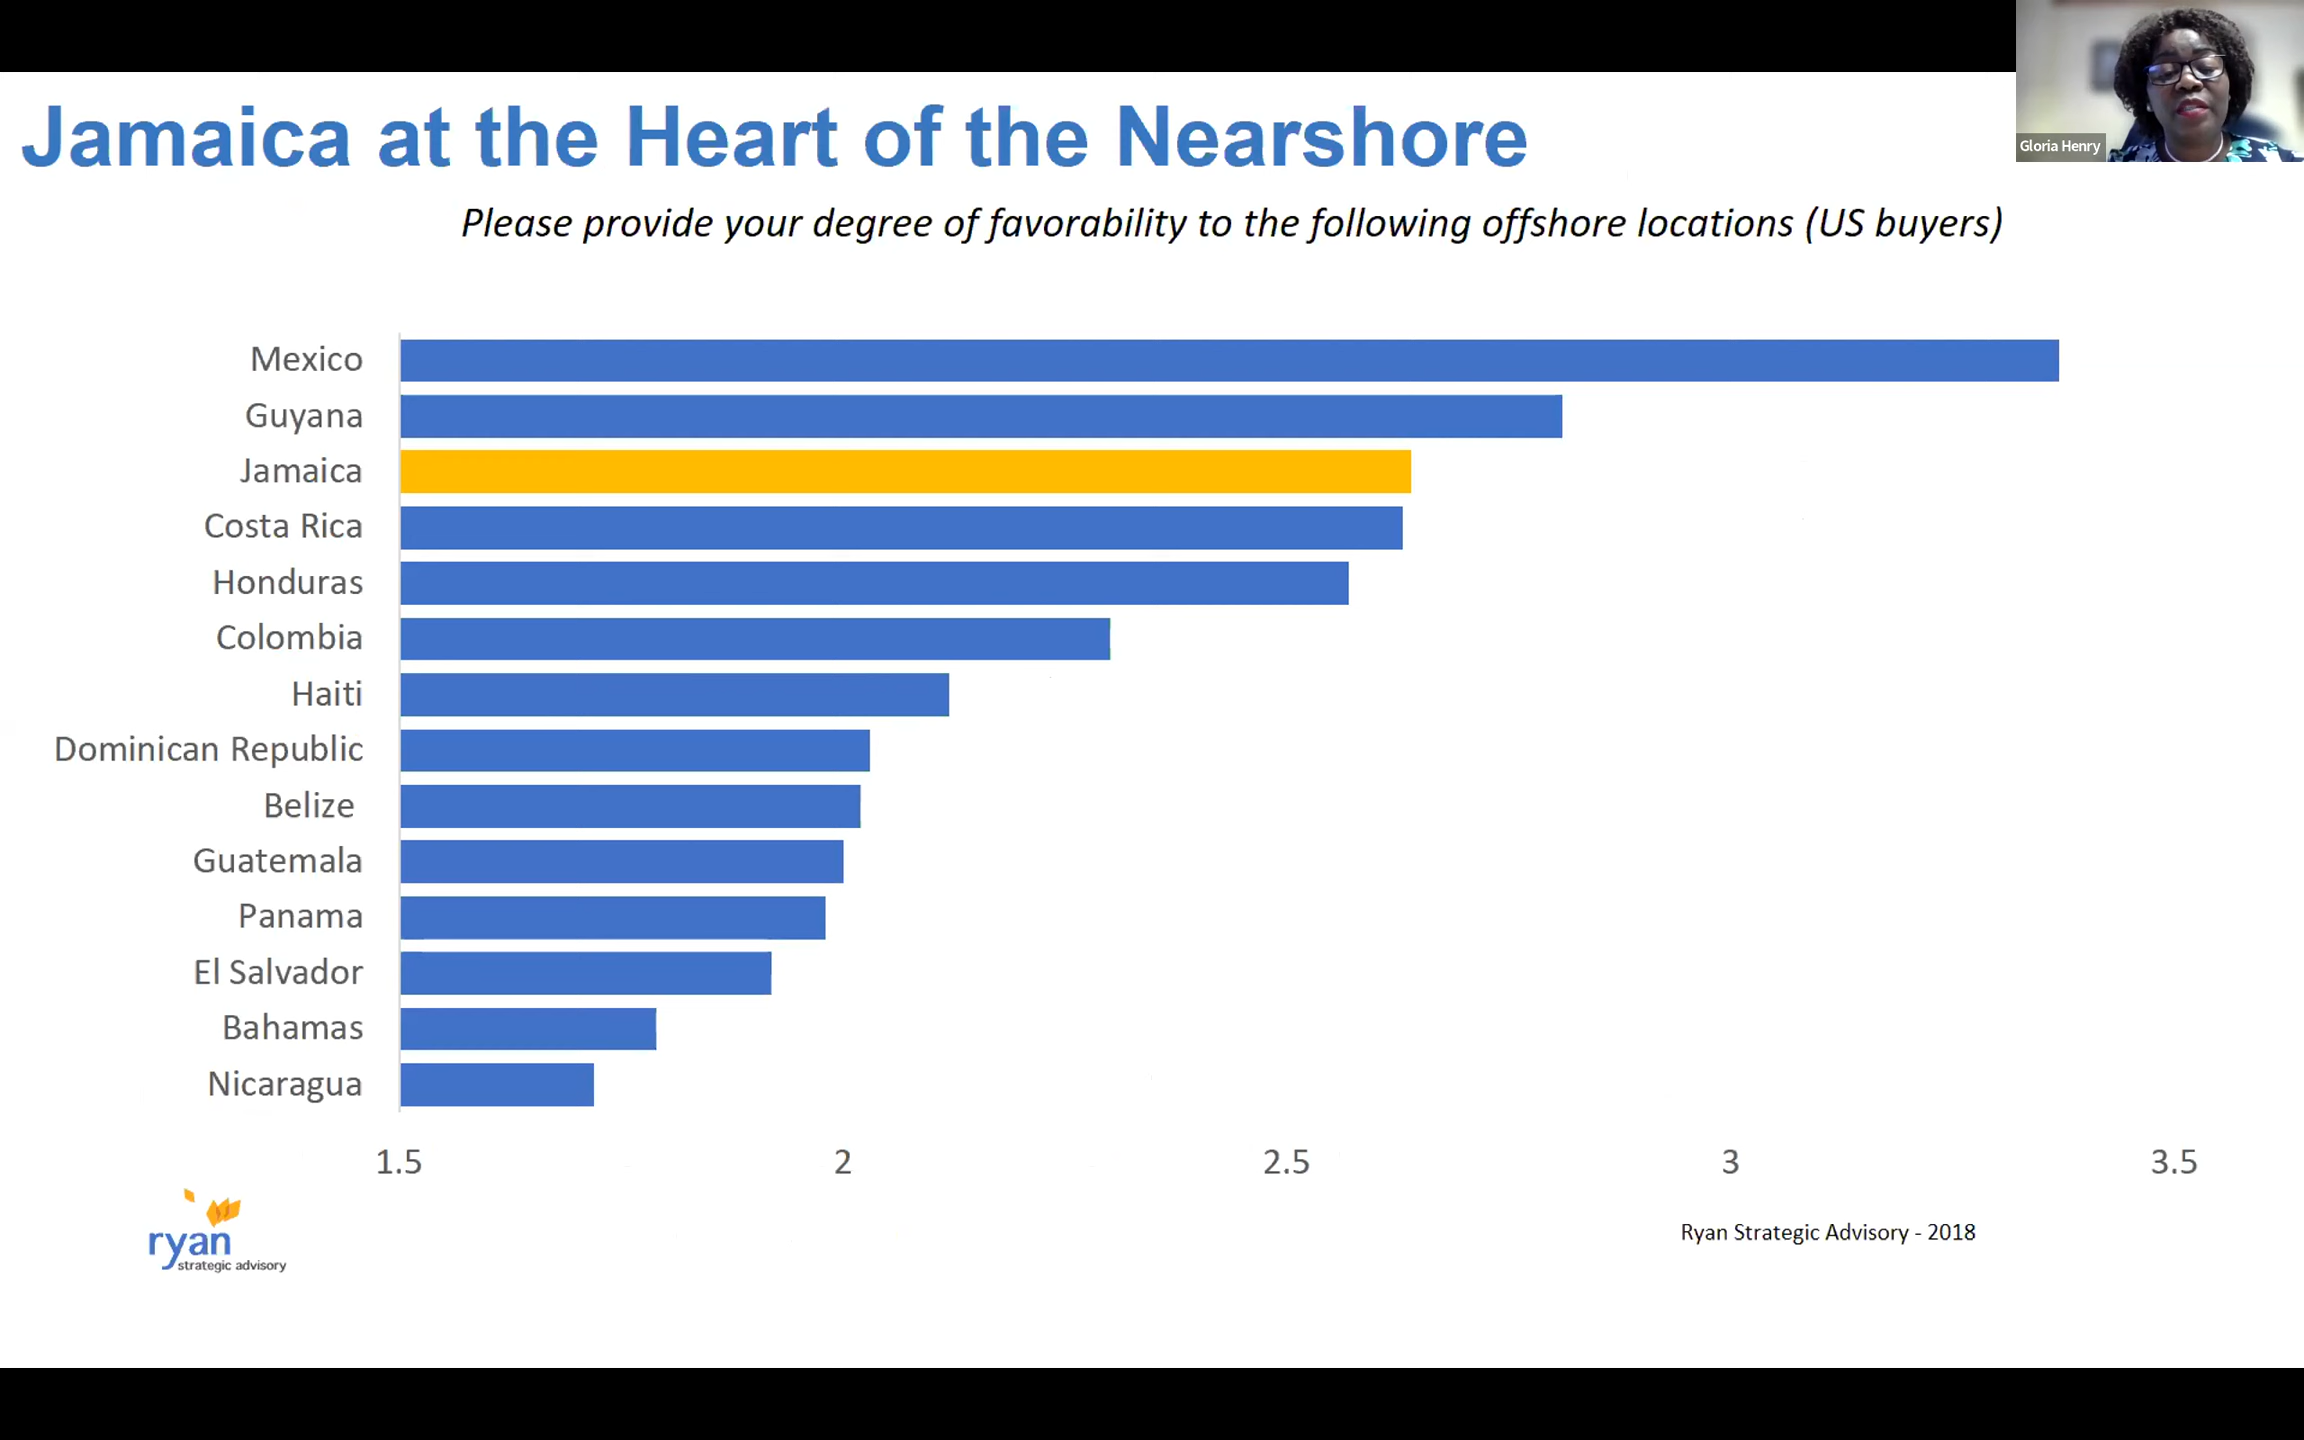 Jamaica at the Heart of the Nearshore
Gloria Henry
Please provide your degree of favorability to the following offshore locations (US buyers)
Mexico
Guyana
Jamaica
Costa Rica
Honduras
Colombia
Haiti
Dominican Republic
Belize
Guatemala
Panama
El Salvador
Bahamas
Nicaragua
1.5 2 2.5 3 3.5
ryan
strategic advisory
Ryan Strategic Advisory - 2018